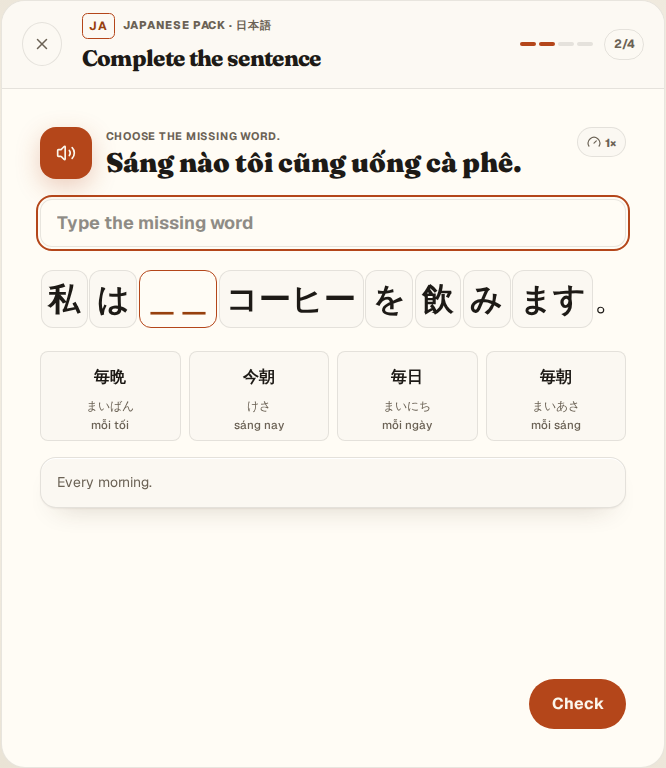 JA JAPANESE PACK · 日本語
Complete the sentence
2/4
CHOOSE THE MISSING WORD.
Sáng nào tôi cũng uống cà phê.
1×
Type the missing word
私 は _ _ コーヒー を 飲 み ます 。
毎晩
まいばん
mỗi tối
今朝
けさ
sáng nay
毎日
まいにち
mỗi ngày
毎朝
まいあさ
mỗi sáng
Every morning.
Check